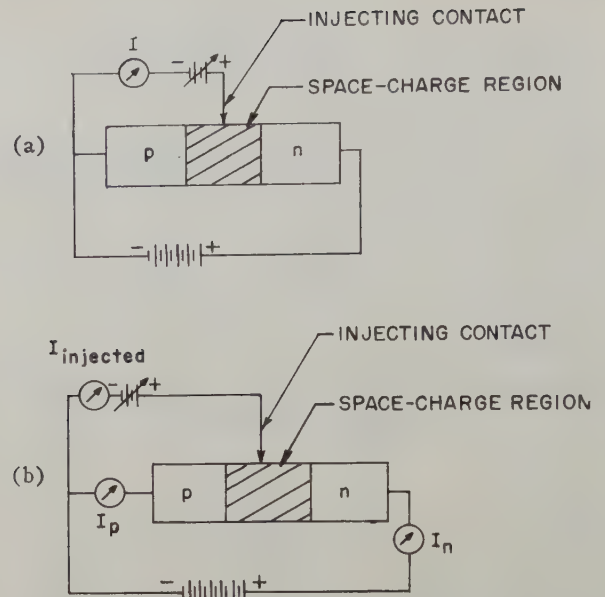 INJECTING CONTACT
I
- +
SPACE-CHARGE REGION
(a)
p n
- +
INJECTING CONTACT
I injected
- +
SPACE-CHARGE REGION
(b)
p n
I p
I n
- +